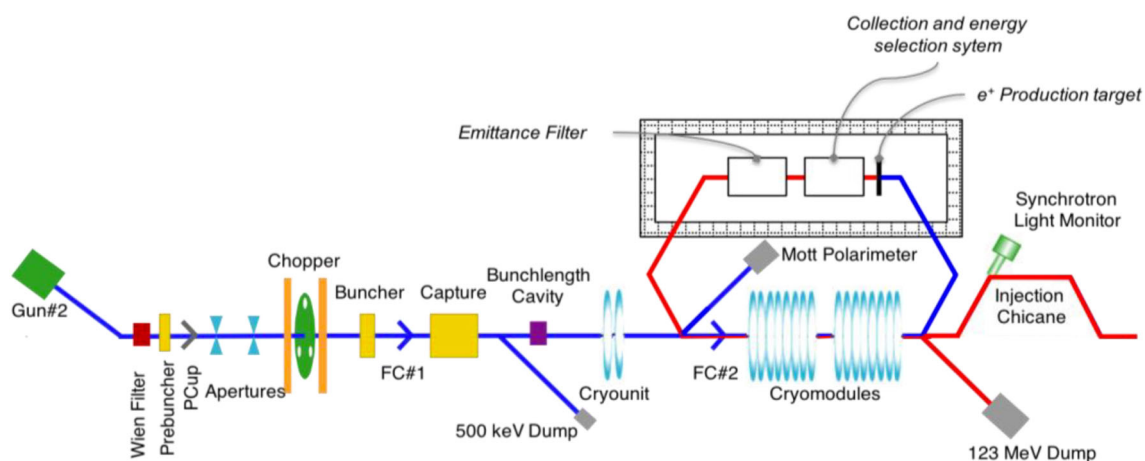 Collection and energy
selection sytem
e⁺ Production target
Emittance Filter
Synchrotron
Light Monitor
Chopper
Mott Polarimeter
Bunchlength
Cavity
Gun#2
Buncher
Capture
Injection
Chicane
Wien Filter
Prebuncher
PCup
Apertures
FC#1
Cryounit
FC#2
Cryomodules
500 keV Dump
123 MeV Dump